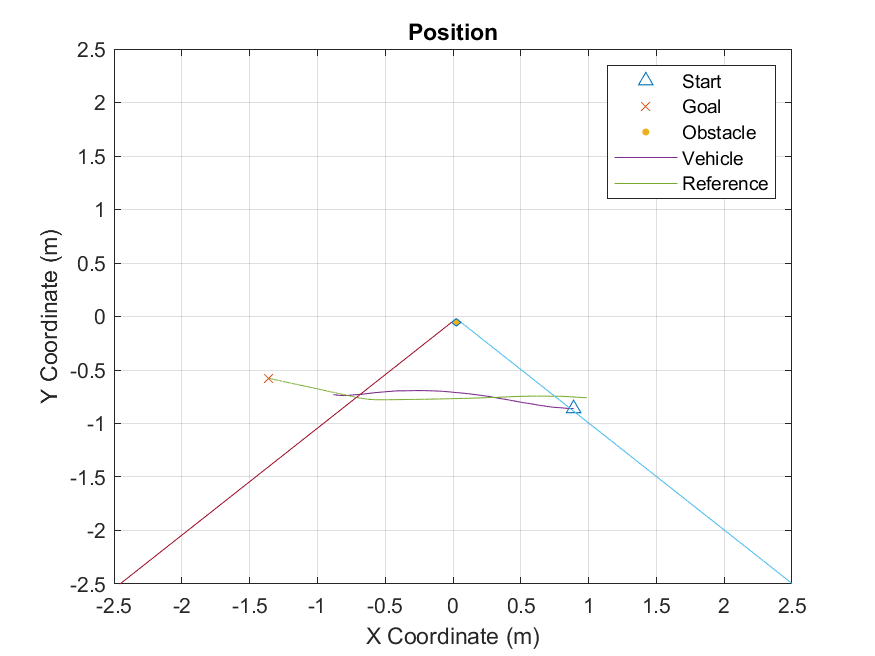 Position
2.5
2
1.5
1
0.5
0
-0.5
-1
-1.5
-2
-2.5
Y Coordinate (m)
Start
Goal
Obstacle
Vehicle
Reference
-2.5 -2 -1.5 -1 -0.5 0 0.5 1 1.5 2 2.5
X Coordinate (m)